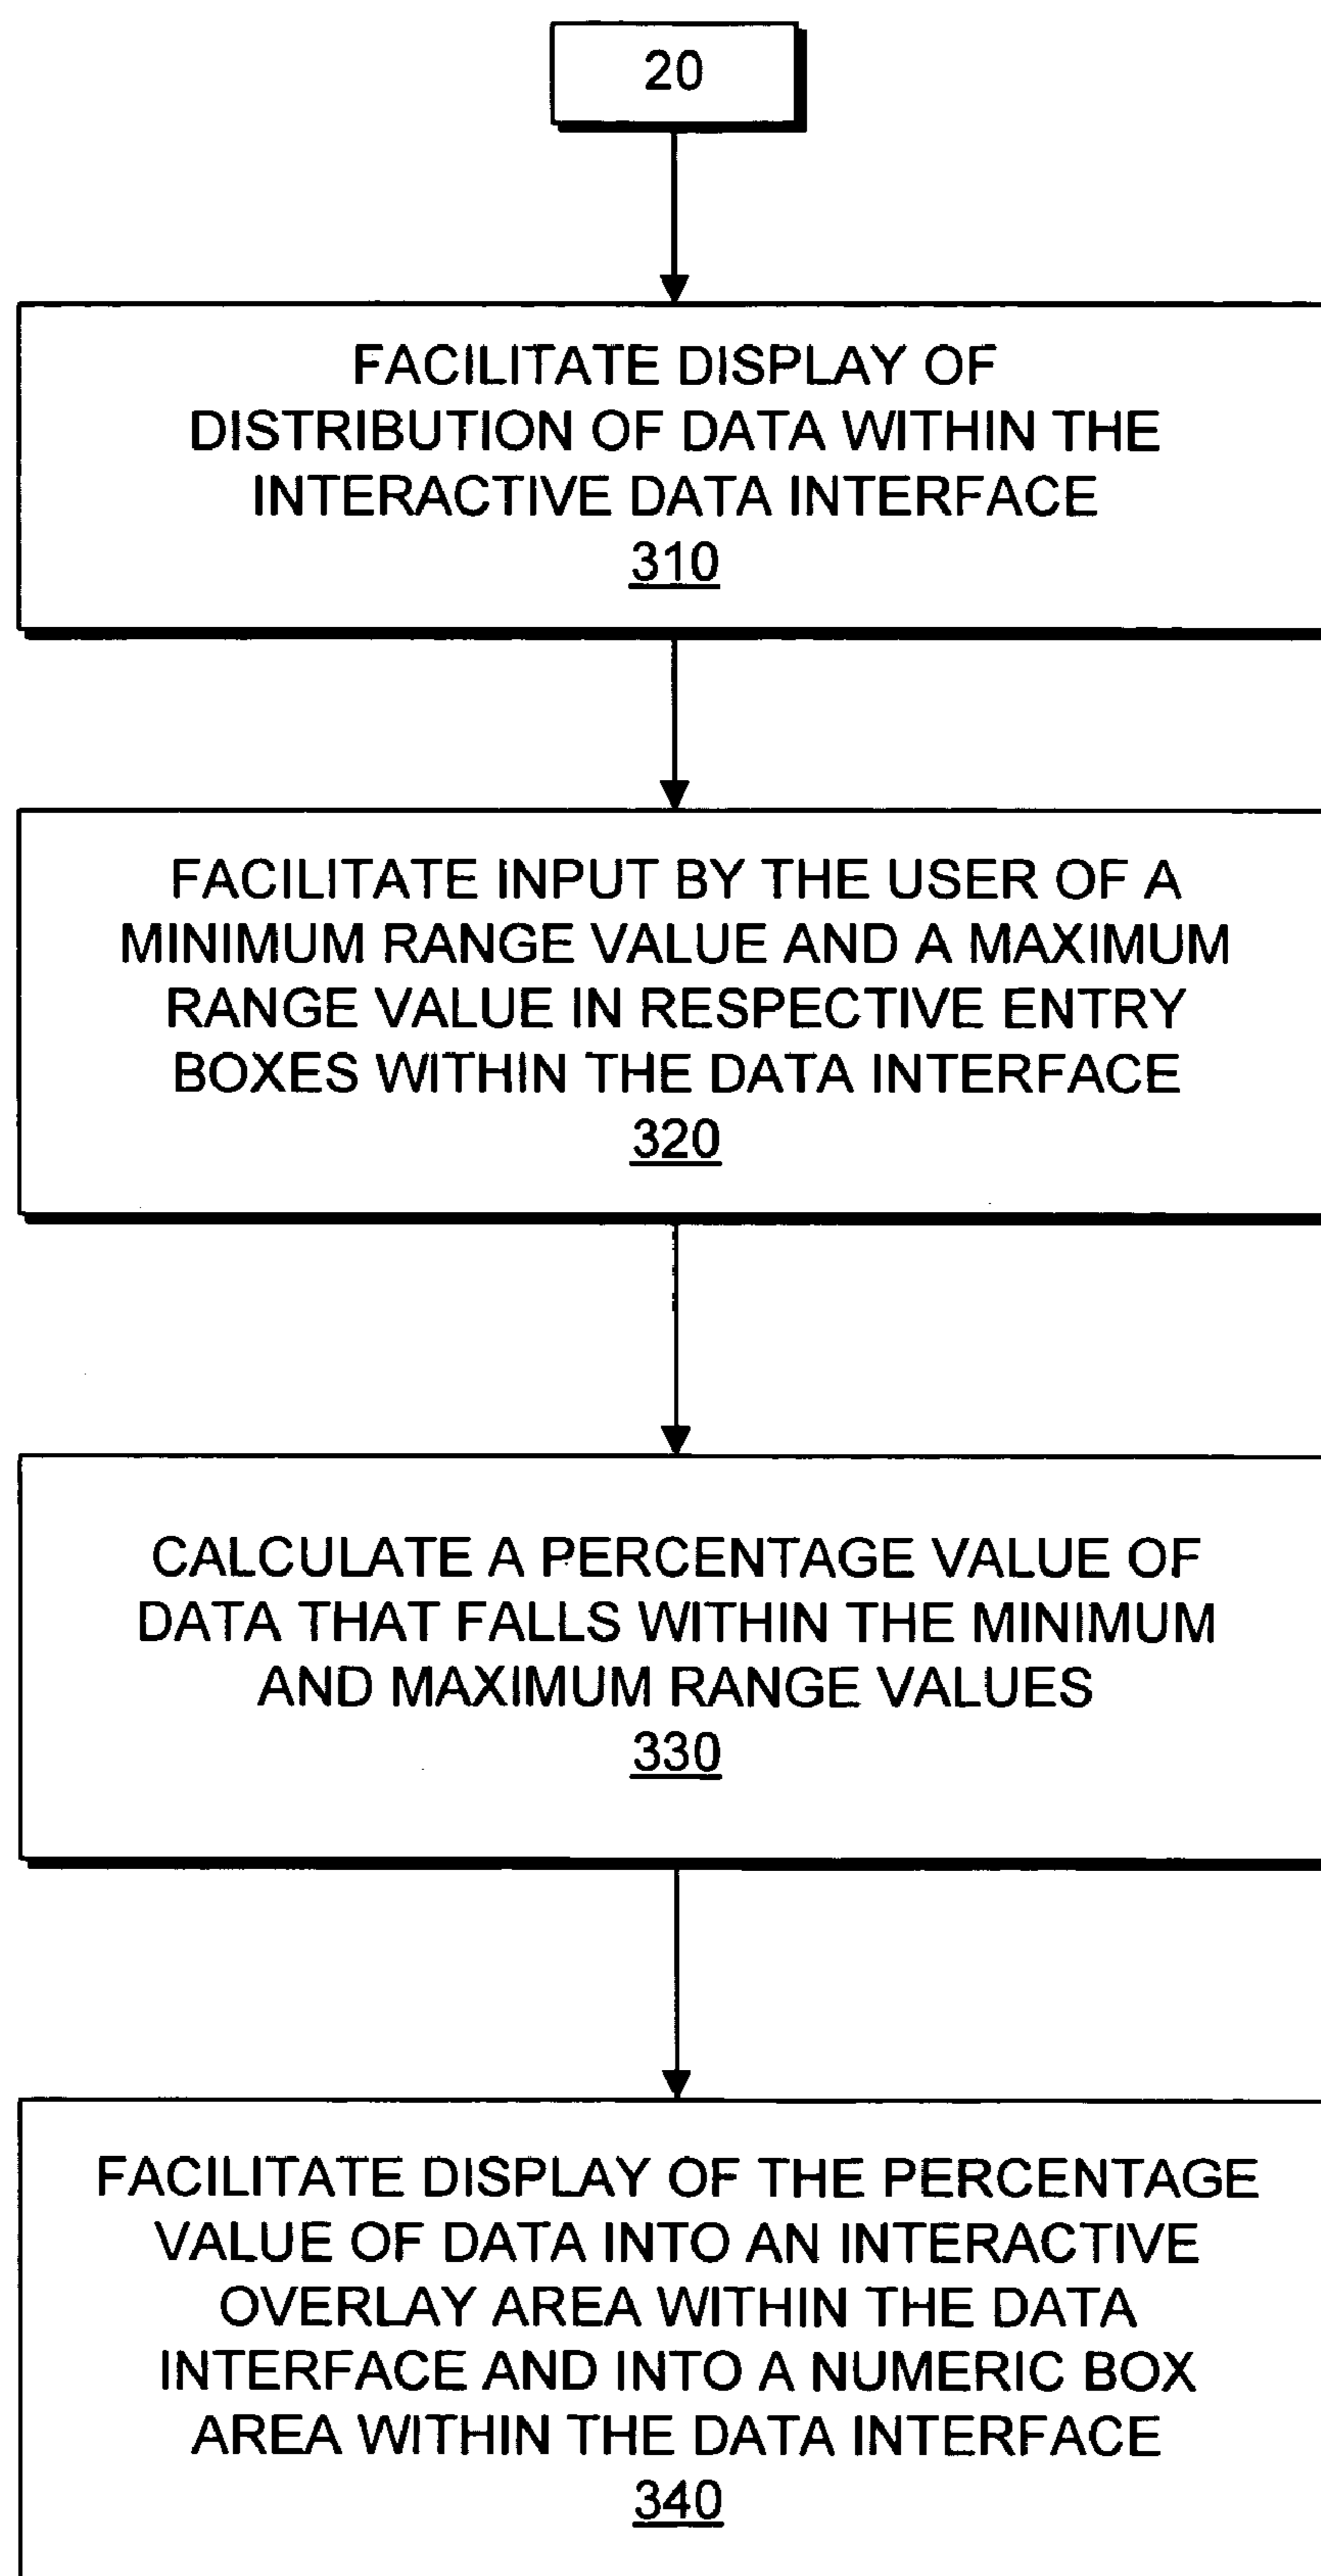 20
FACILITATE DISPLAY OF
DISTRIBUTION OF DATA WITHIN THE
INTERACTIVE DATA INTERFACE
310
FACILITATE INPUT BY THE USER OF A
MINIMUM RANGE VALUE AND A MAXIMUM
RANGE VALUE IN RESPECTIVE ENTRY
BOXES WITHIN THE DATA INTERFACE
320
CALCULATE A PERCENTAGE VALUE OF
DATA THAT FALLS WITHIN THE MINIMUM
AND MAXIMUM RANGE VALUES
330
FACILITATE DISPLAY OF THE PERCENTAGE
VALUE OF DATA INTO AN INTERACTIVE
OVERLAY AREA WITHIN THE DATA
INTERFACE AND INTO A NUMERIC BOX
AREA WITHIN THE DATA INTERFACE
340